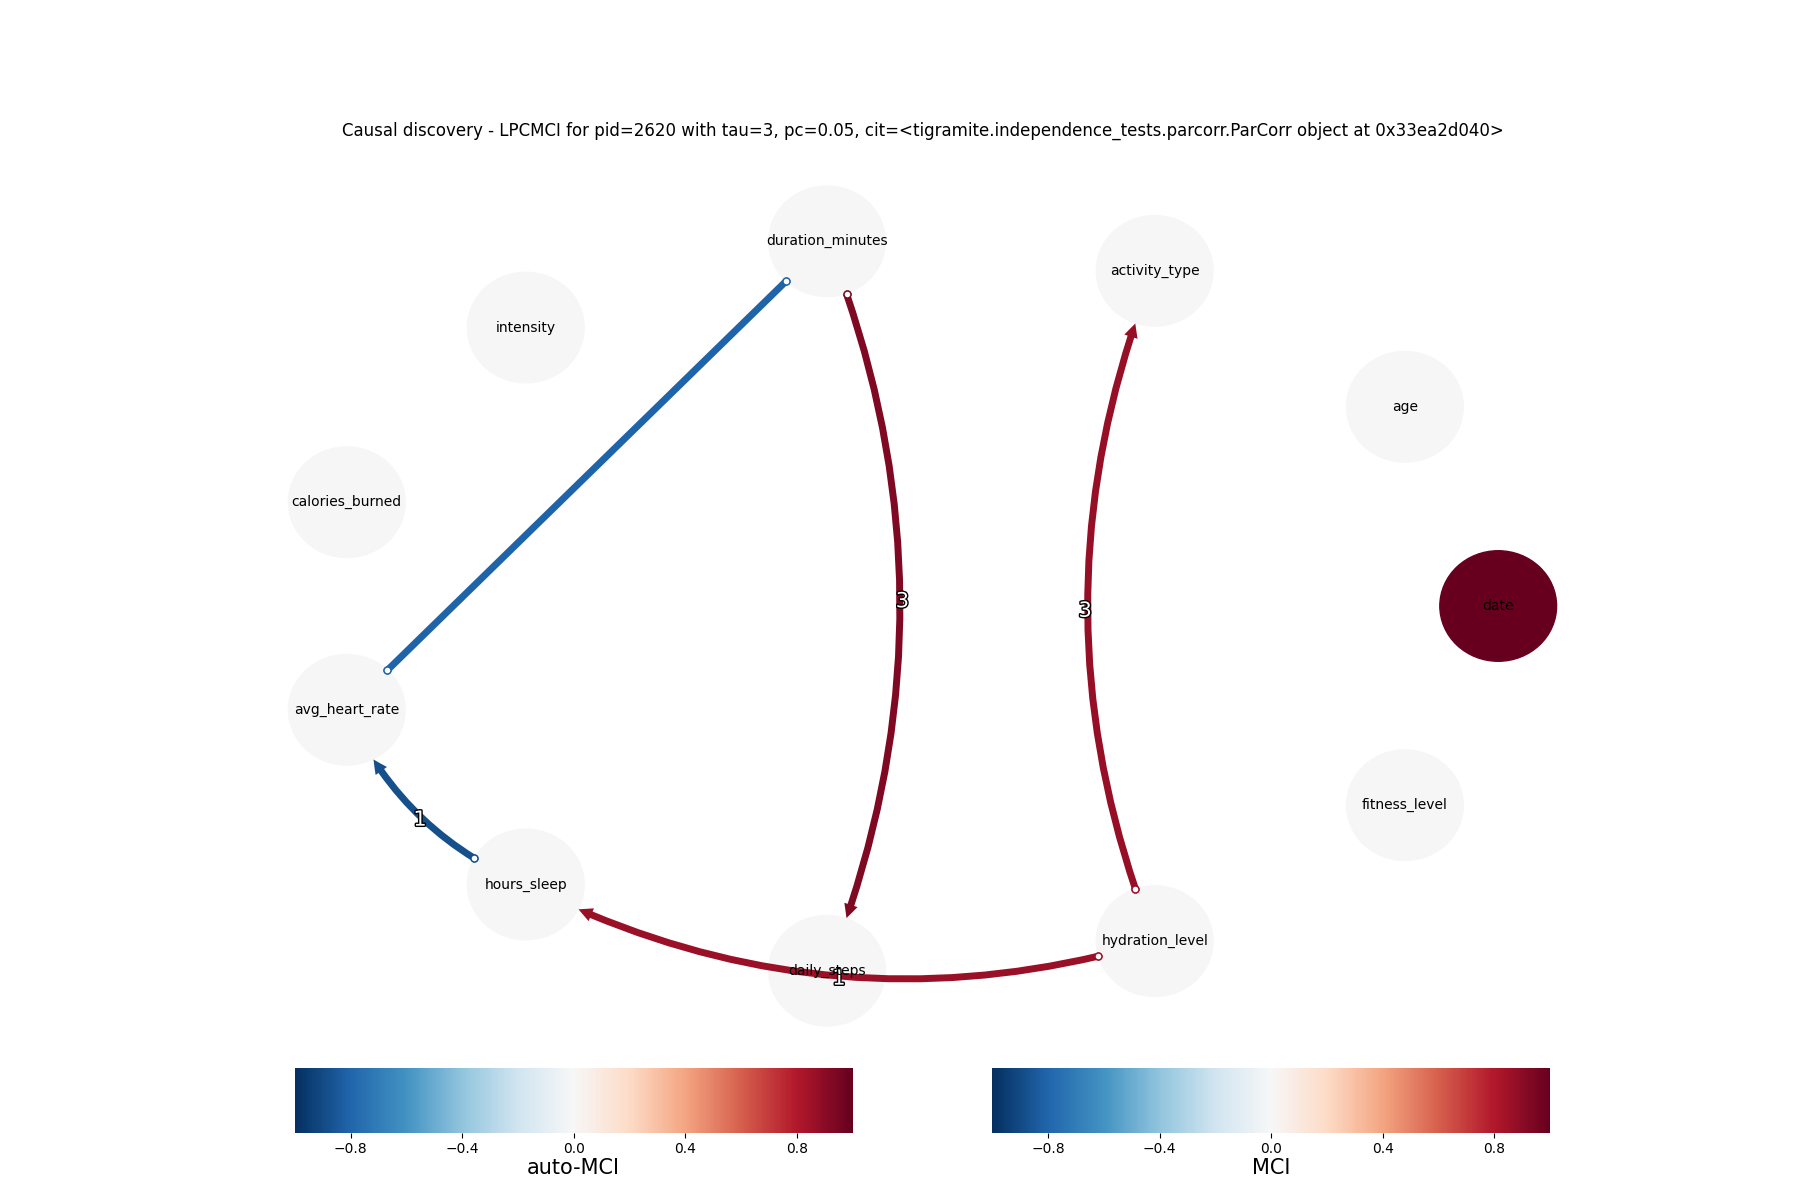 Causal discovery - LPCMCI for pid=2620 with tau=3, pc=0.05, cit=<tigramite.independence_tests.parcorr.ParCorr object at 0x33ea2d040>
duration_minutes
activity_type
intensity
age
calories_burned
3
3
date
avg_heart_rate
1
fitness_level
hours_sleep
hydration_level
daily_steps
1
−0.8 −0.4 0.0 0.4 0.8
auto-MCI
−0.8 −0.4 0.0 0.4 0.8
MCI